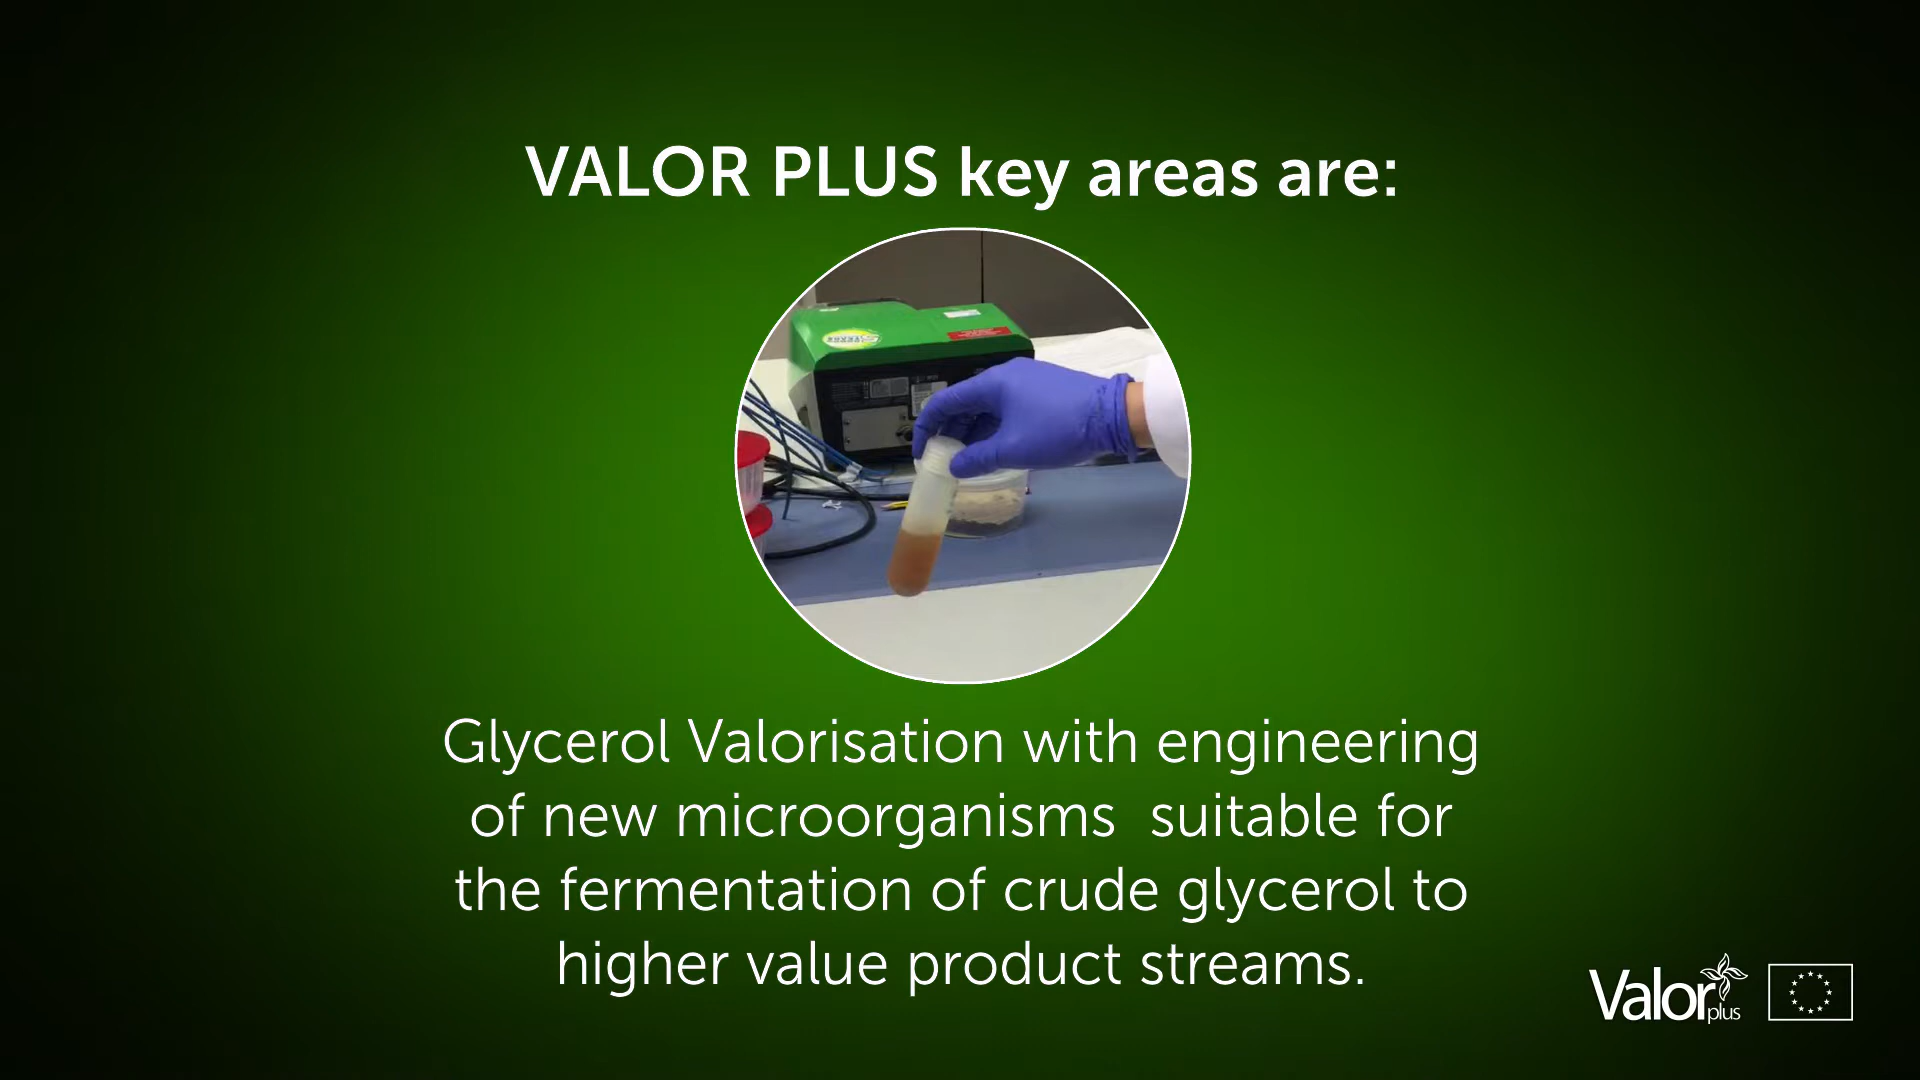 VALOR PLUS key areas are:
Glycerol Valorisation with engineering
of new microorganisms  suitable for
the fermentation of crude glycerol to
higher value product streams.
Valor
plus